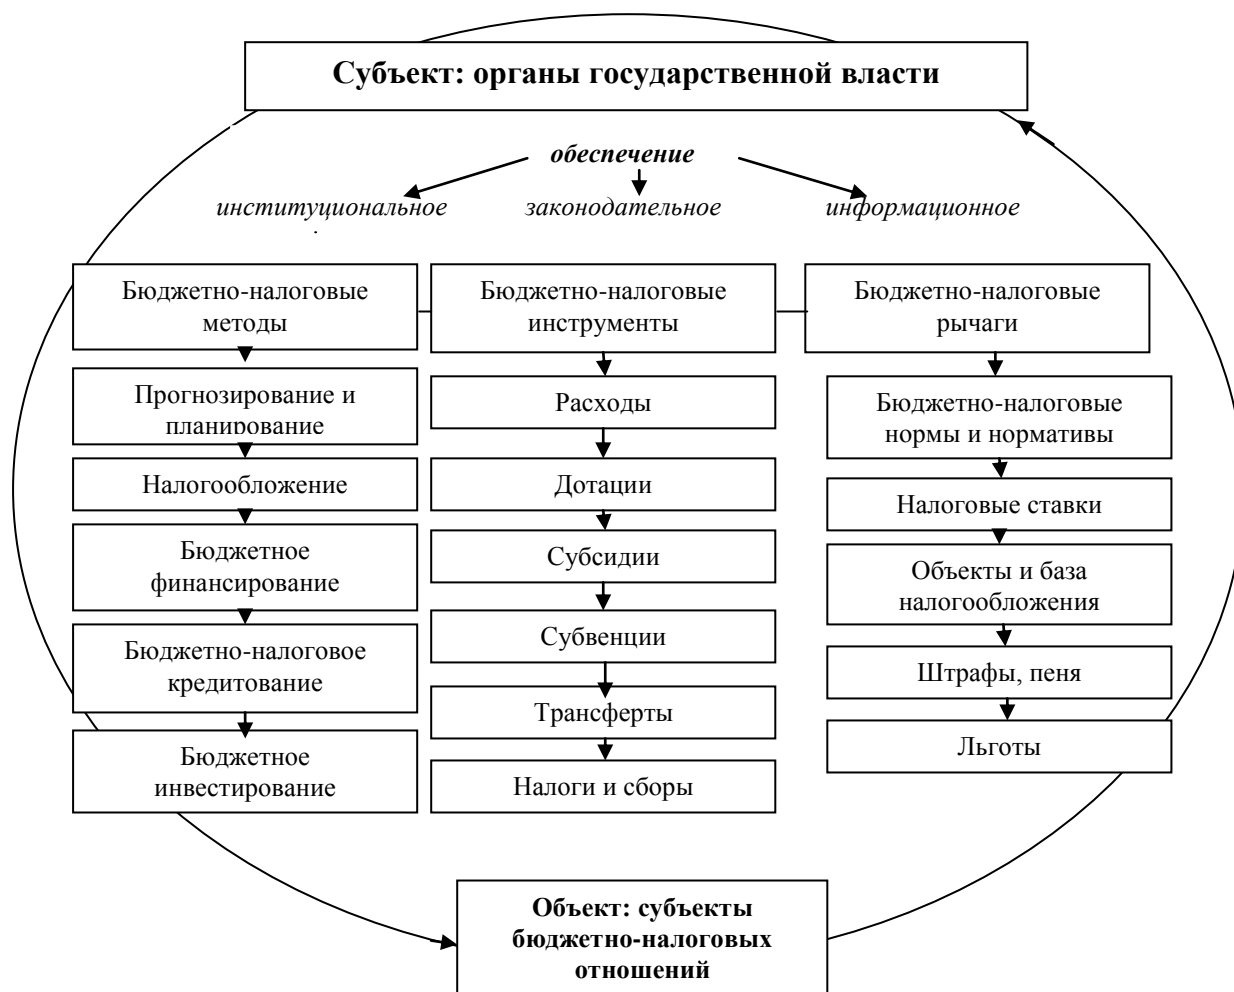 Субъект: органы государственной власти
обеспечение
институциональное
законодательное
информационное
Бюджетно-налоговые
методы
Прогнозирование и
планирование
Налогообложение
Бюджетное
финансирование
Бюджетно-налоговое
кредитование
Бюджетное
инвестирование
Бюджетно-налоговые
инструменты
Расходы
Дотации
Субсидии
Субвенции
Трансферты
Налоги и сборы
Бюджетно-налоговые
рычаги
Бюджетно-налоговые
нормы и нормативы
Налоговые ставки
Объекты и база
налогообложения
Штрафы, пеня
Льготы
Объект: субъекты
бюджетно-налоговых
отношений